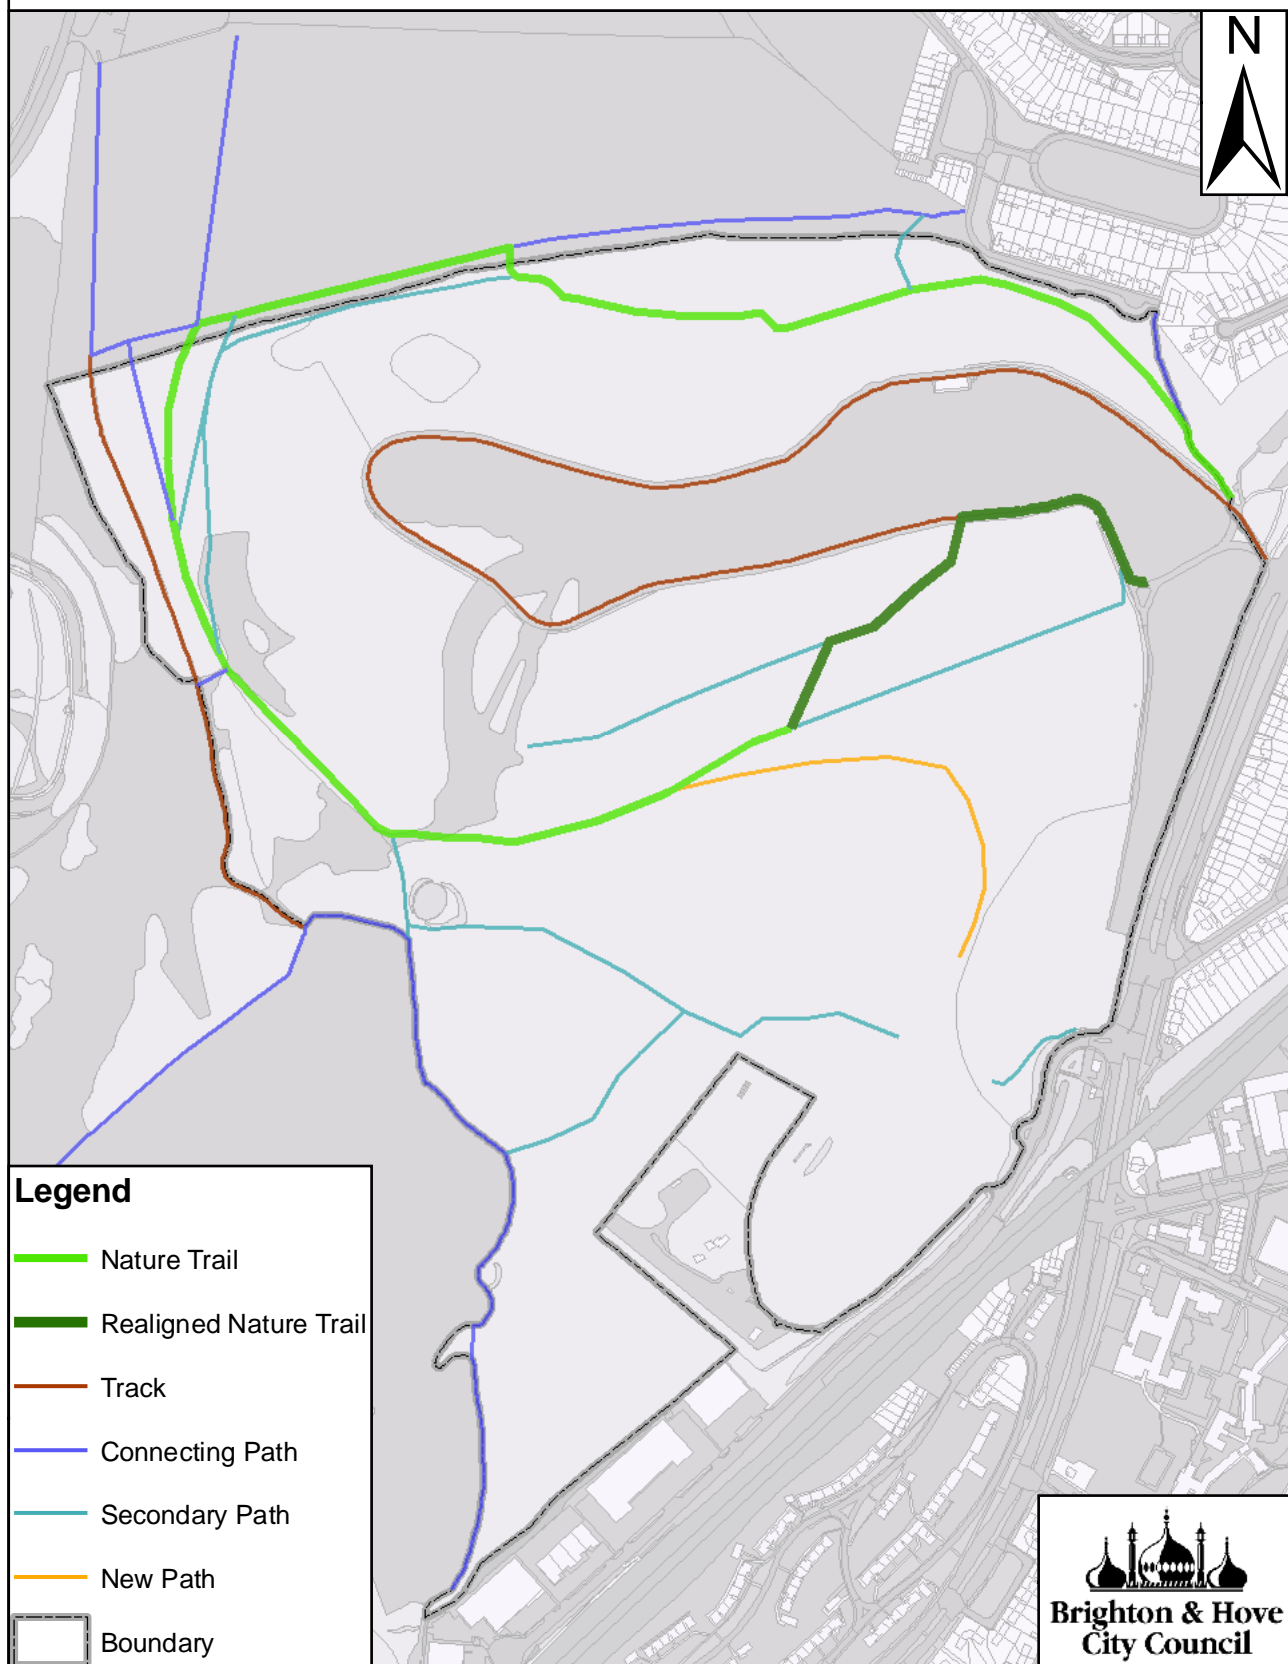 N
Legend
Nature Trail
Realigned Nature Trail
Track
Connecting Path
Secondary Path
New Path
Boundary
Brighton & Hove
City Council